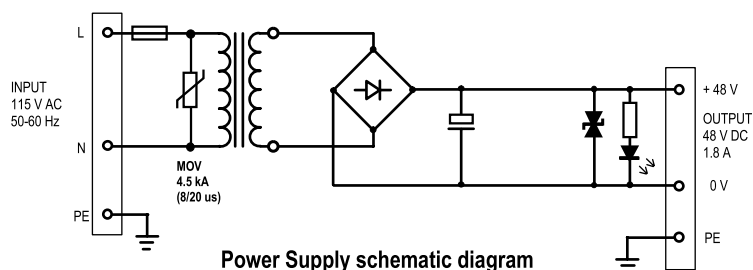 L
INPUT
115 V AC
50-60 Hz
N
PE
MOV
4.5 kA
(8/20 us)
+ 48 V
OUTPUT
48 V DC
1.8 A
0 V
PE
Power Supply schematic diagram